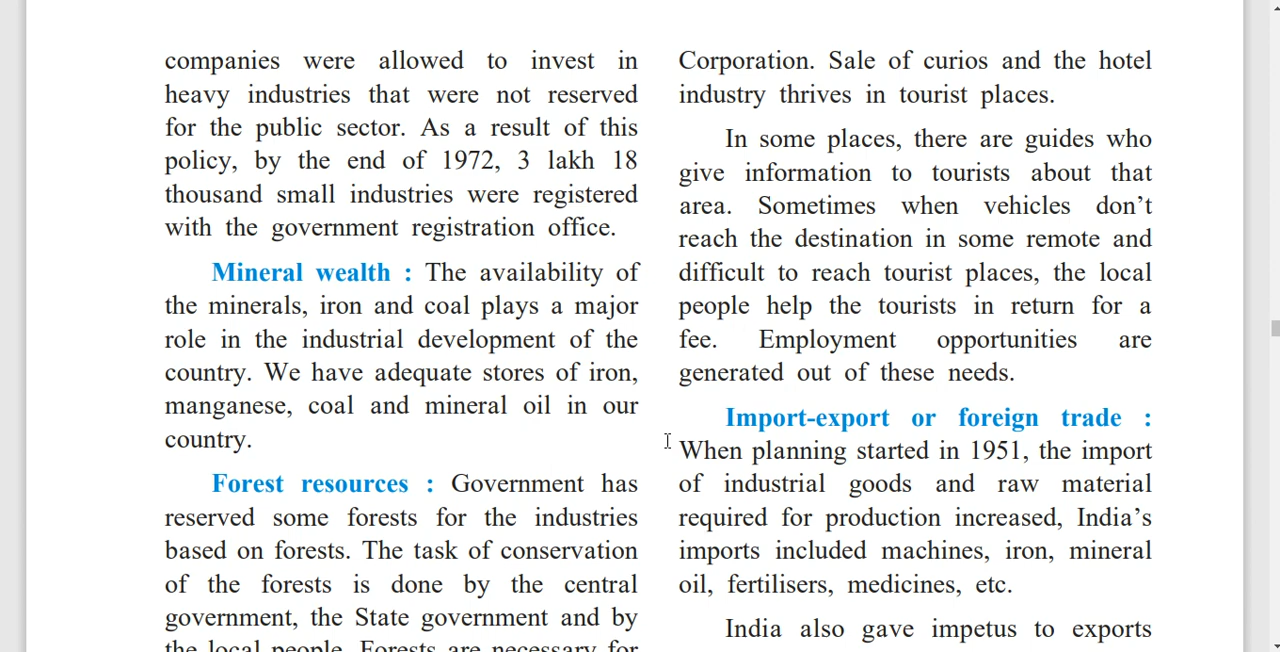 companies were allowed to invest in
heavy industries that were not reserved
for the public sector. As a result of this
policy, by the end of 1972, 3 lakh 18
thousand small industries were registered
with the government registration office.
Mineral wealth : The availability of
the minerals, iron and coal plays a major
role in the industrial development of the
country. We have adequate stores of iron,
manganese, coal and mineral oil in our
country.
Forest resources : Government has
reserved some forests for the industries
based on forests. The task of conservation
of the forests is done by the central
government, the State government and by
the local people. Forests are necessary for
Corporation. Sale of curios and the hotel
industry thrives in tourist places.
In some places, there are guides who
give information to tourists about that
area. Sometimes when vehicles don’t
reach the destination in some remote and
difficult to reach tourist places, the local
people help the tourists in return for a
fee. Employment opportunities are
generated out of these needs.
Import-export or foreign trade :
When planning started in 1951, the import
of industrial goods and raw material
required for production increased, India’s
imports included machines, iron, mineral
oil, fertilisers, medicines, etc.
India also gave impetus to exports